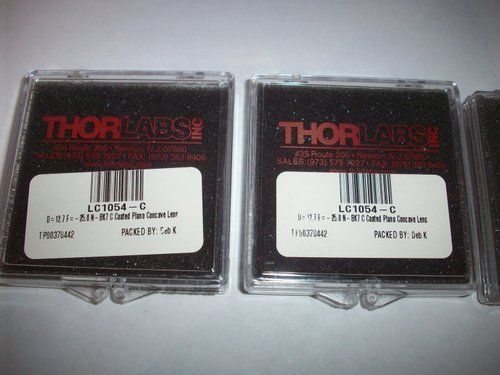 THORLABS INC
435 Route 206 • Newton, N.J. 07860
SALES: (973) 579-7227 • FAX: (973) 383-8406
www.thorlabs.com
LC1054-C
D = 12.7 F = - 25.0 N - BK7 C Coated Plano Concave Lens
TP00378442 PACKED BY: Deb K
THORLABS INC
435 Route 206 • Newton, N.J. 07860
SALES: (973) 579-7227 • FAX: (973) 383-8406
LC1054-C
D = 12.7 F = - 25.0 N - BK7 C Coated Plano Concave Lens
TP00378442 PACKED BY: Deb K